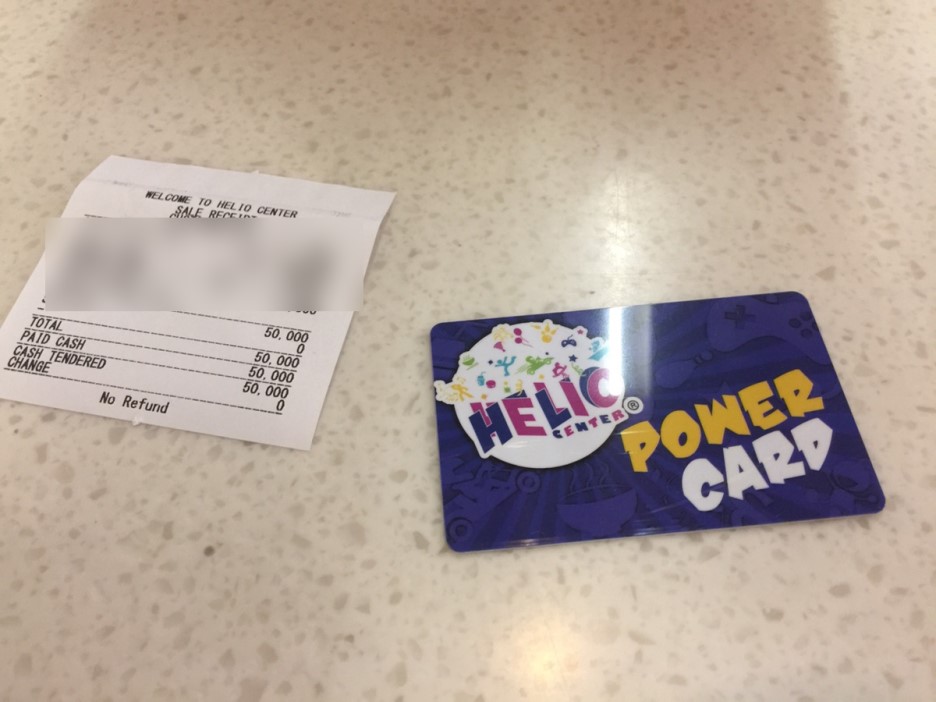 WELCOME TO HELIO CENTER
SALE RECEIPT
TOTAL 50,000
PAID CASH 0
CASH TENDERED 50,000
CHANGE 50,000
50,000
0
No Refund
HELIO
CENTER®
POWER
CARD